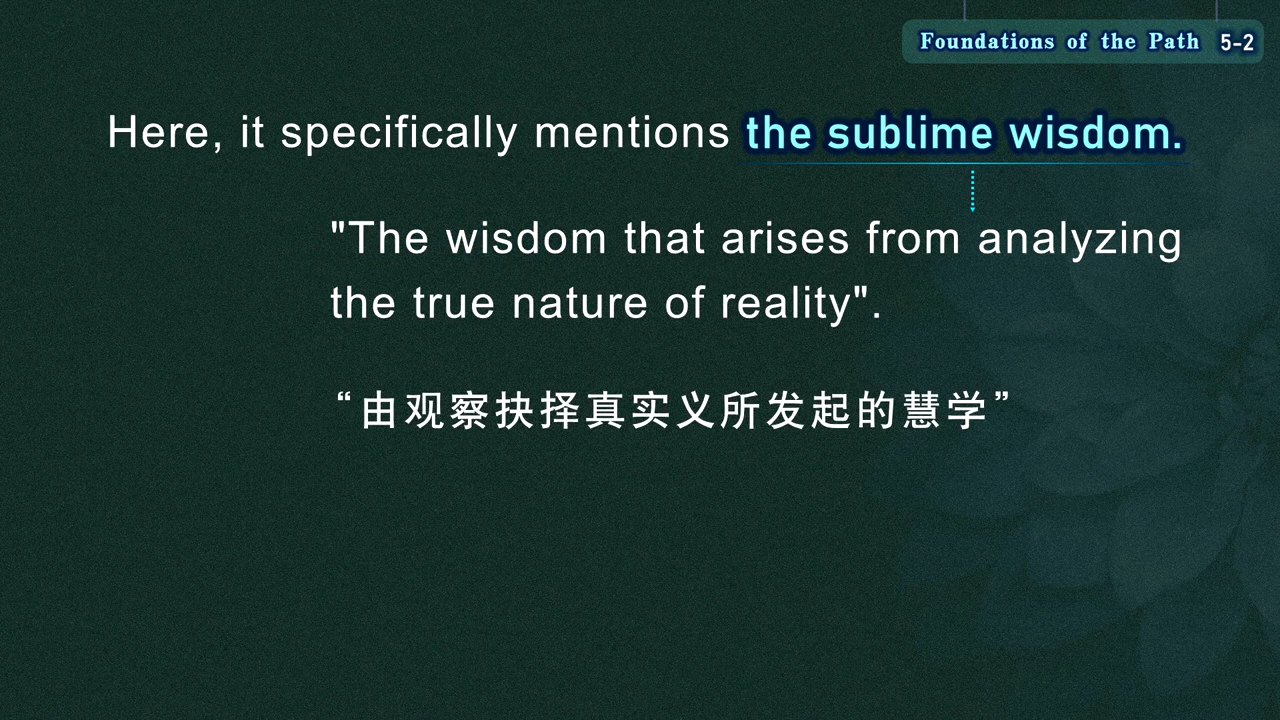 Foundations of the Path 5-2
Here, it specifically mentions the sublime wisdom.
"The wisdom that arises from analyzing
the true nature of reality".
“由观察抉择真实义所发起的慧学”